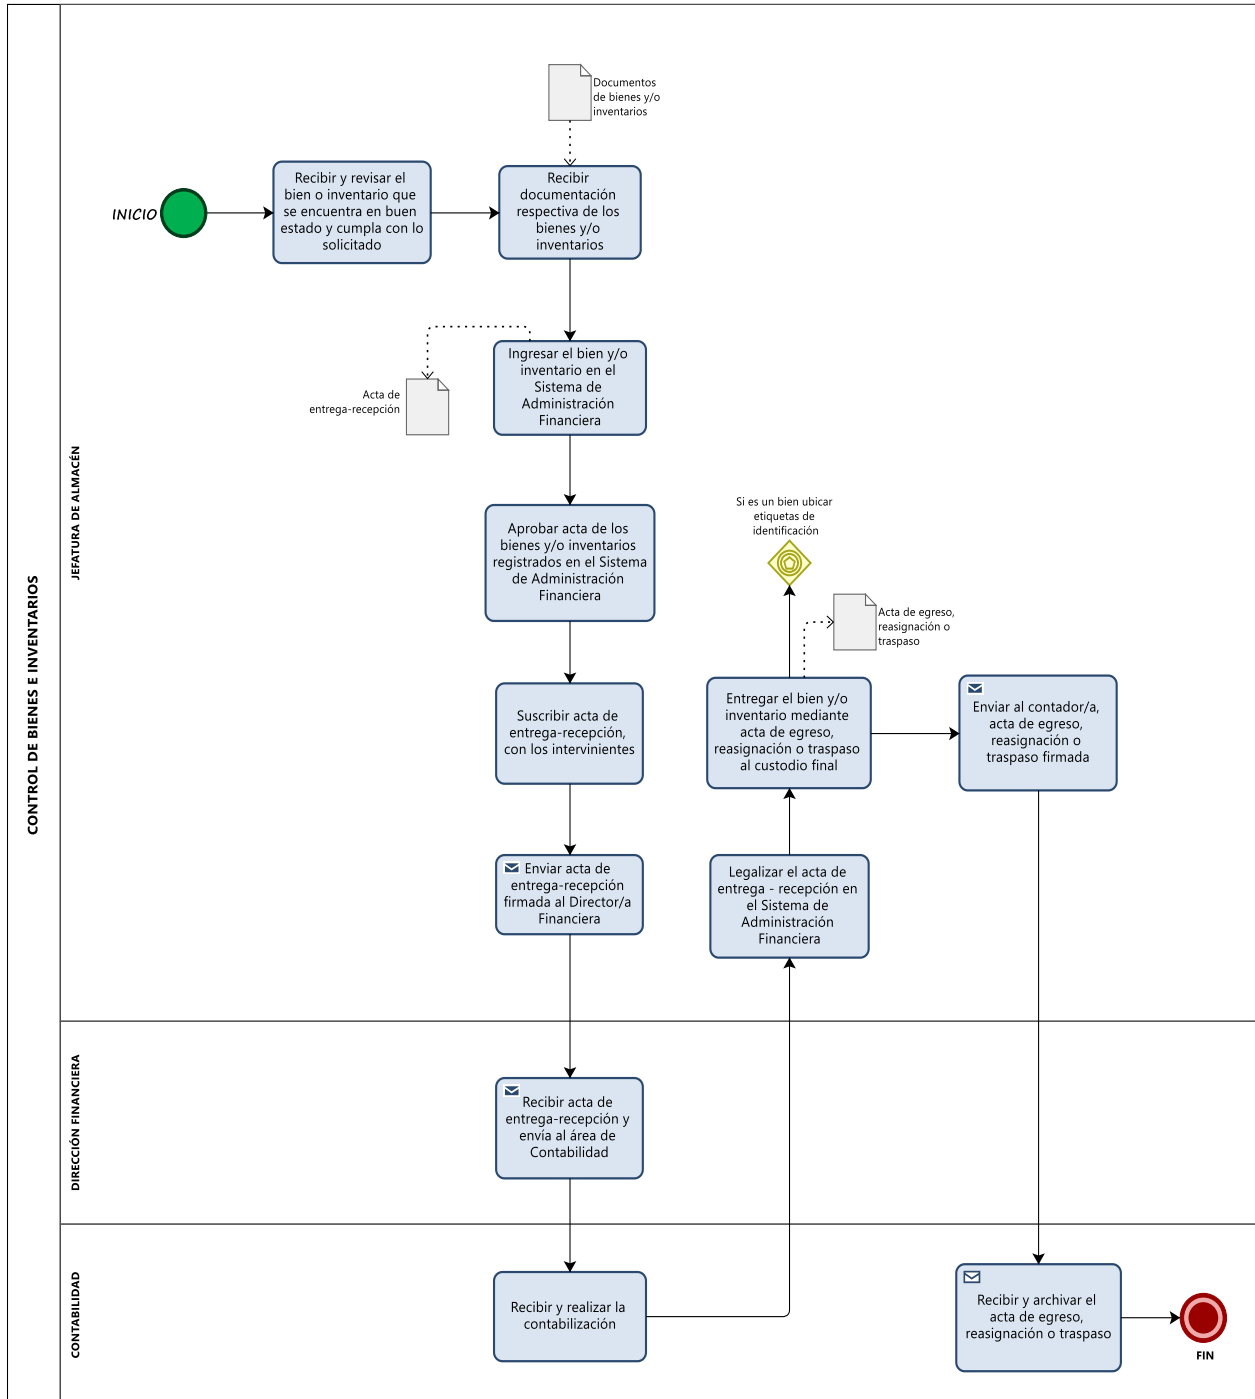 CONTROL DE BIENES E INVENTARIOS
JEFATURA DE ALMACÉN
Documentos
de bienes y/o
inventarios
INICIO
Recibir y revisar el
bien o inventario que
se encuentra en buen
estado y cumpla con lo
solicitado
Recibir
documentación
respectiva de los
bienes y/o
inventarios
Ingresar el bien y/o
inventario en el
Sistema de
Administración
Financiera
Acta de
entrega-recepción
Aprobar acta de los
bienes y/o inventarios
registrados en el Sistema
de Administración
Financiera
Suscribir acta de
entrega-recepción,
con los intervinientes
Enviar acta de
entrega-recepción
firmada al Director/a
Financiera
Si es un bien ubicar
etiquetas de
identificación
Acta de egreso,
reasignación o
traspaso
Entregar el bien y/o
inventario mediante
acta de egreso,
reasignación o traspaso
al custodio final
Enviar al contador/a,
acta de egreso,
reasignación o
traspaso firmada
Legalizar el acta de
entrega - recepción en
el Sistema de
Administración
Financiera
DIRECCIÓN FINANCIERA
Recibir acta de
entrega-recepción y
envía al área de
Contabilidad
CONTABILIDAD
Recibir y realizar la
contabilización
Recibir y archivar el
acta de egreso,
reasignación o traspaso
FIN